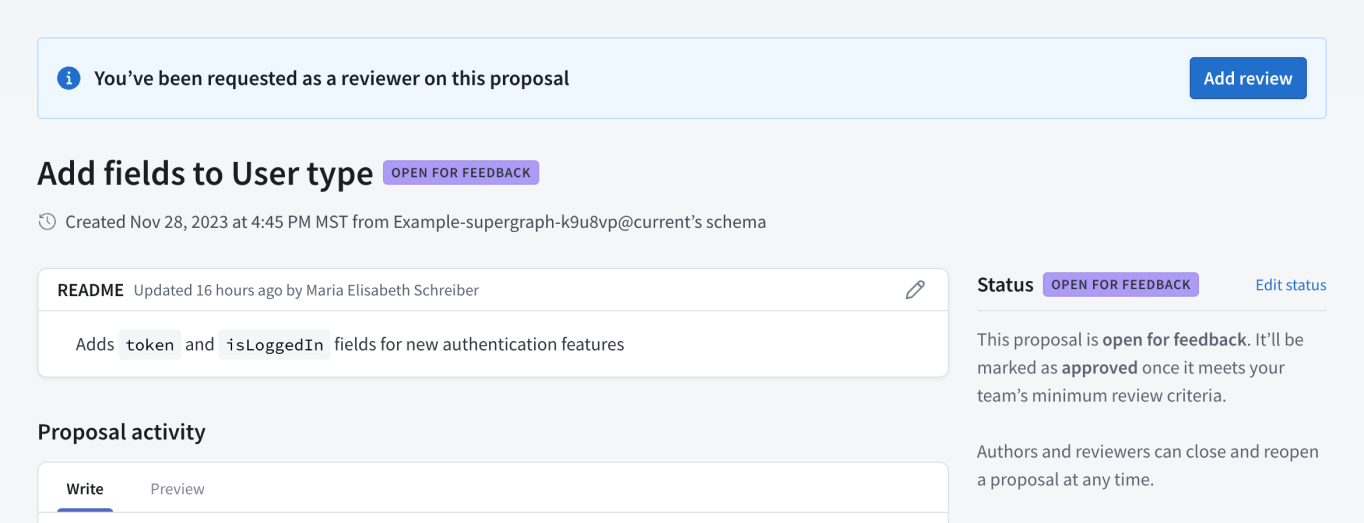 You’ve been requested as a reviewer on this proposal
Add review
Add fields to User type OPEN FOR FEEDBACK
Created Nov 28, 2023 at 4:45 PM MST from Example-supergraph-k9u8vp@current’s schema
README Updated 16 hours ago by Maria Elisabeth Schreiber
Adds token and isLoggedIn fields for new authentication features
Proposal activity
Write Preview
Status OPEN FOR FEEDBACK Edit status
This proposal is open for feedback. It’ll be
marked as approved once it meets your
team’s minimum review criteria.
Authors and reviewers can close and reopen
a proposal at any time.